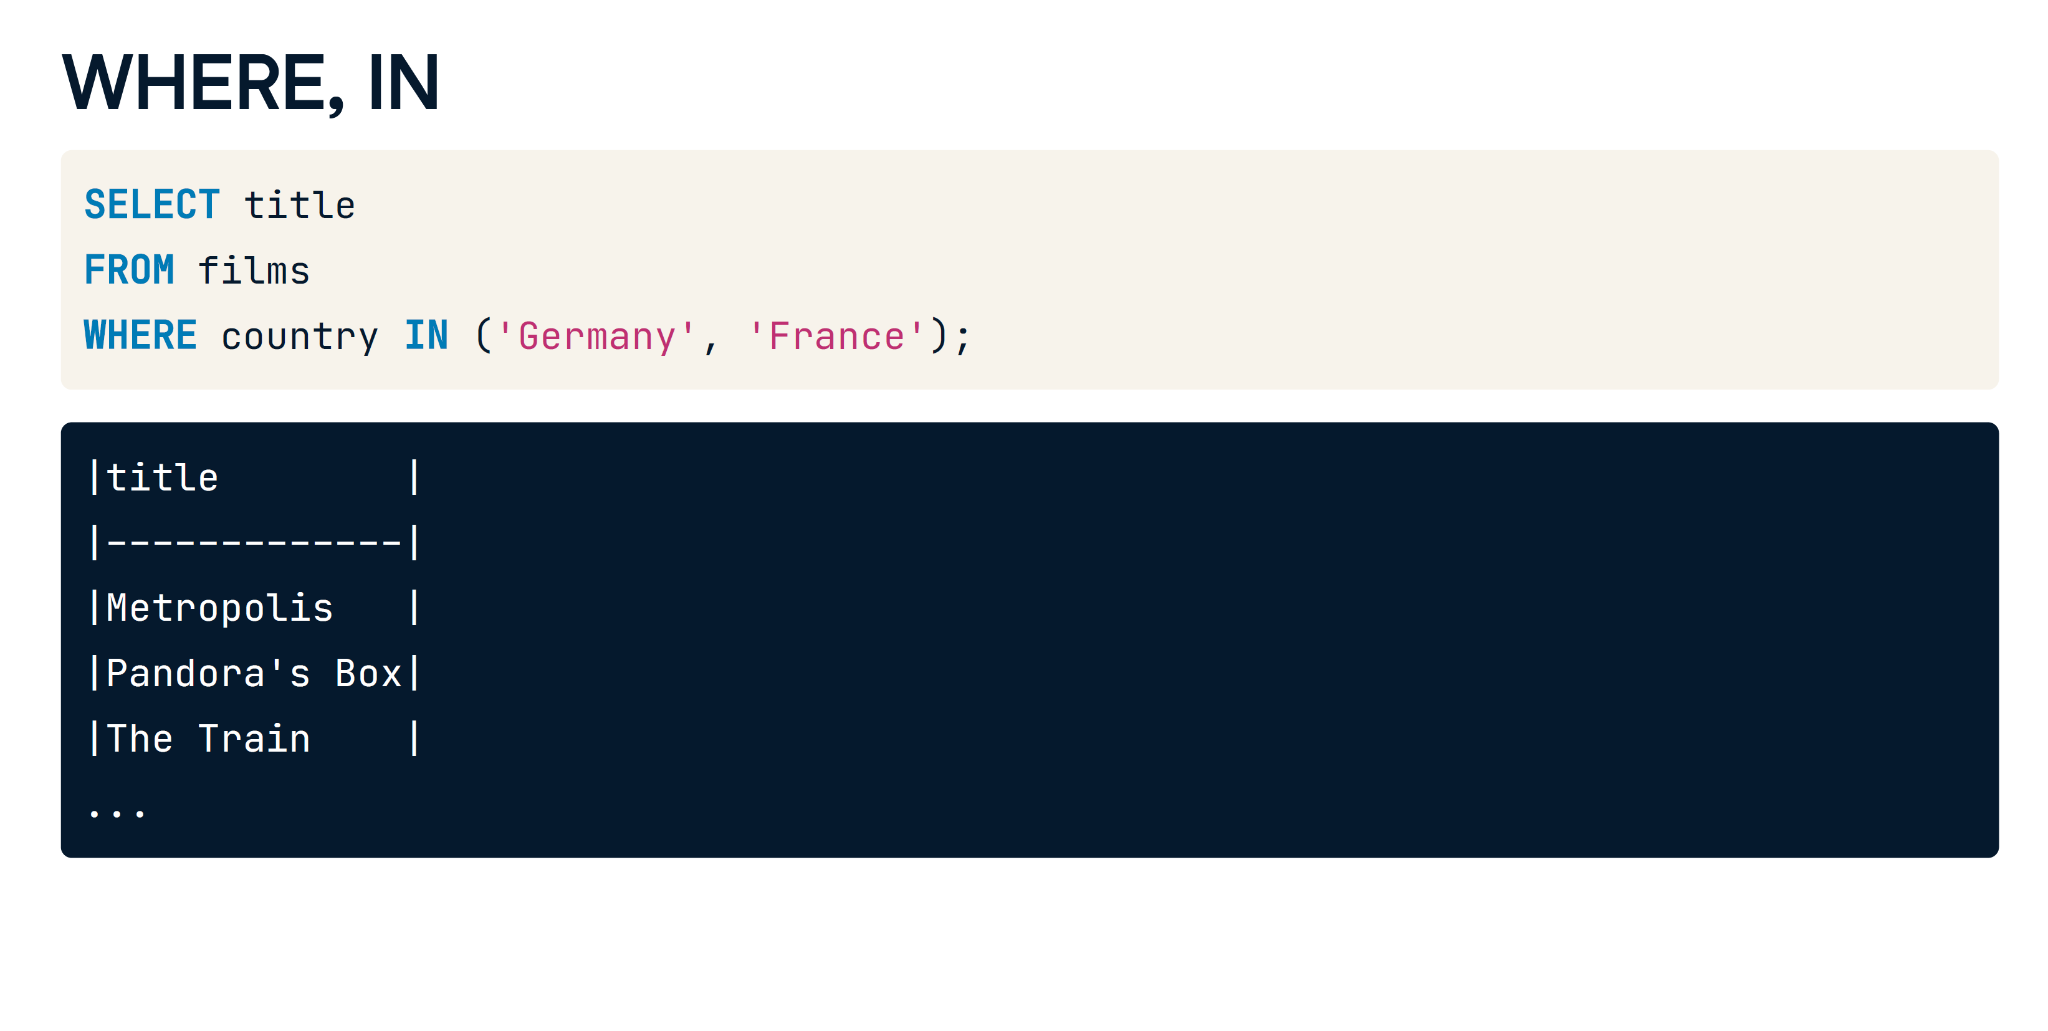 WHERE, IN
SELECT title
FROM films
WHERE country IN ('Germany', 'France');
|title        |
|-------------|
|Metropolis   |
|Pandora's Box|
|The Train    |
...